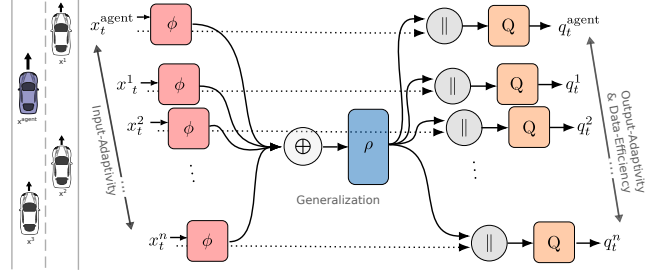 x^1
x^agent
x^2
x^3
x_t^agent
ϕ
∥
Q
q_t^agent
x^1_t
ϕ
∥
Q
q_t^1
x_t^2
ϕ
∥
Q
q_t^2
⊕
ρ
Generalization
Input-Adaptivity
...
Output-Adaptivity
& Data-Efficiency
...
x_t^n
ϕ
∥
Q
q_t^n